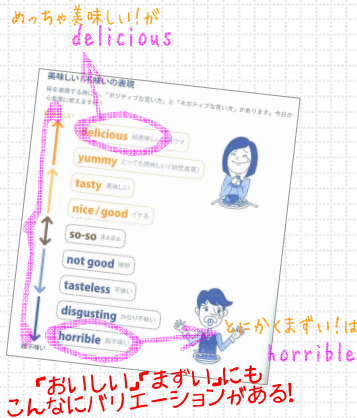 めっちゃ美味しい!が
delicious
美味しい/不味いの表現
味を表現する時に、「ポジティブな言い方」と「ネガティブな言い方」があります。今日か
delicious
yummy とっても美味しい(幼児言葉)
tasty 美味しい
nice/good イケる
so-so まぁまぁ
not good 微妙
tasteless 不味い
disgusting かなり不味い
horrible 超不味い
超不味い
とにかくまずい!は
horrible
『おいしい』『まずい』にも
こんなにバリエーションがある!